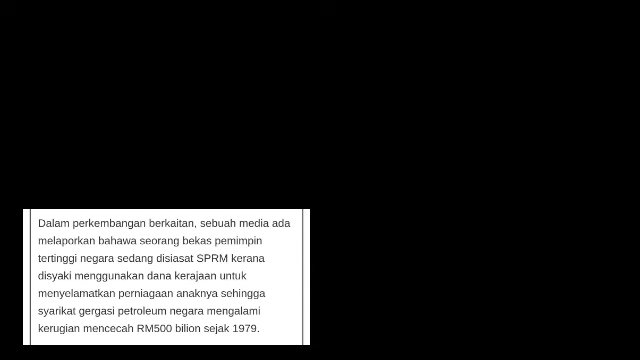 Dalam perkembangan berkaitan, sebuah media ada
melaporkan bahawa seorang bekas pemimpin
tertinggi negara sedang disiasat SPRM kerana
disyaki menggunakan dana kerajaan untuk
menyelamatkan perniagaan anaknya sehingga
syarikat gergasi petroleum negara mengalami
kerugian mencecah RM500 bilion sejak 1979.